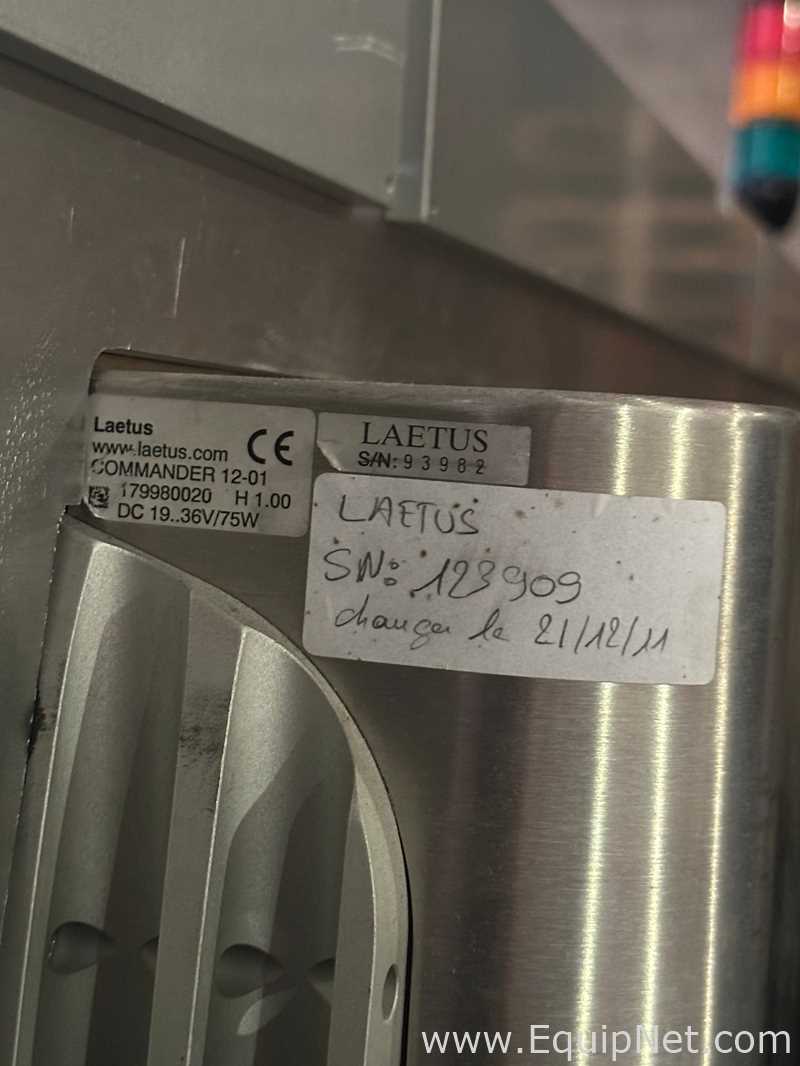 Laetus
www.laetus.com CE
COMMANDER 12-01
179980020 H 1.00
DC 19..36V/75W
LAETUS
S/N: 93982
LAETUS
SN: 123909
changer le 21/12/11
www.EquipNet.com